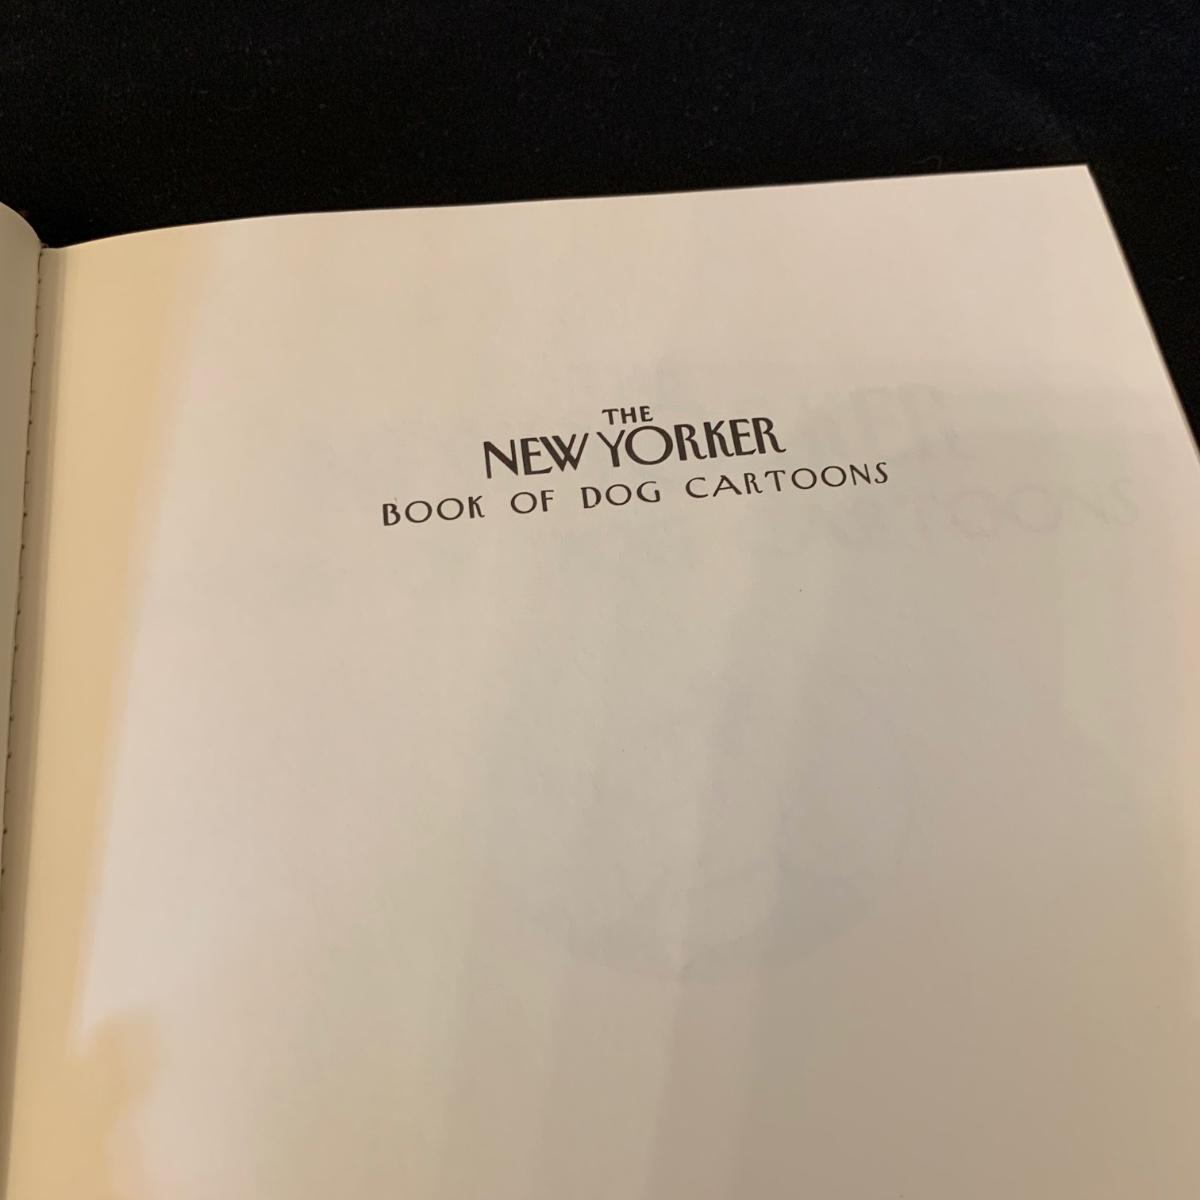 THE
NEW YORKER
BOOK OF DOG CARTOONS